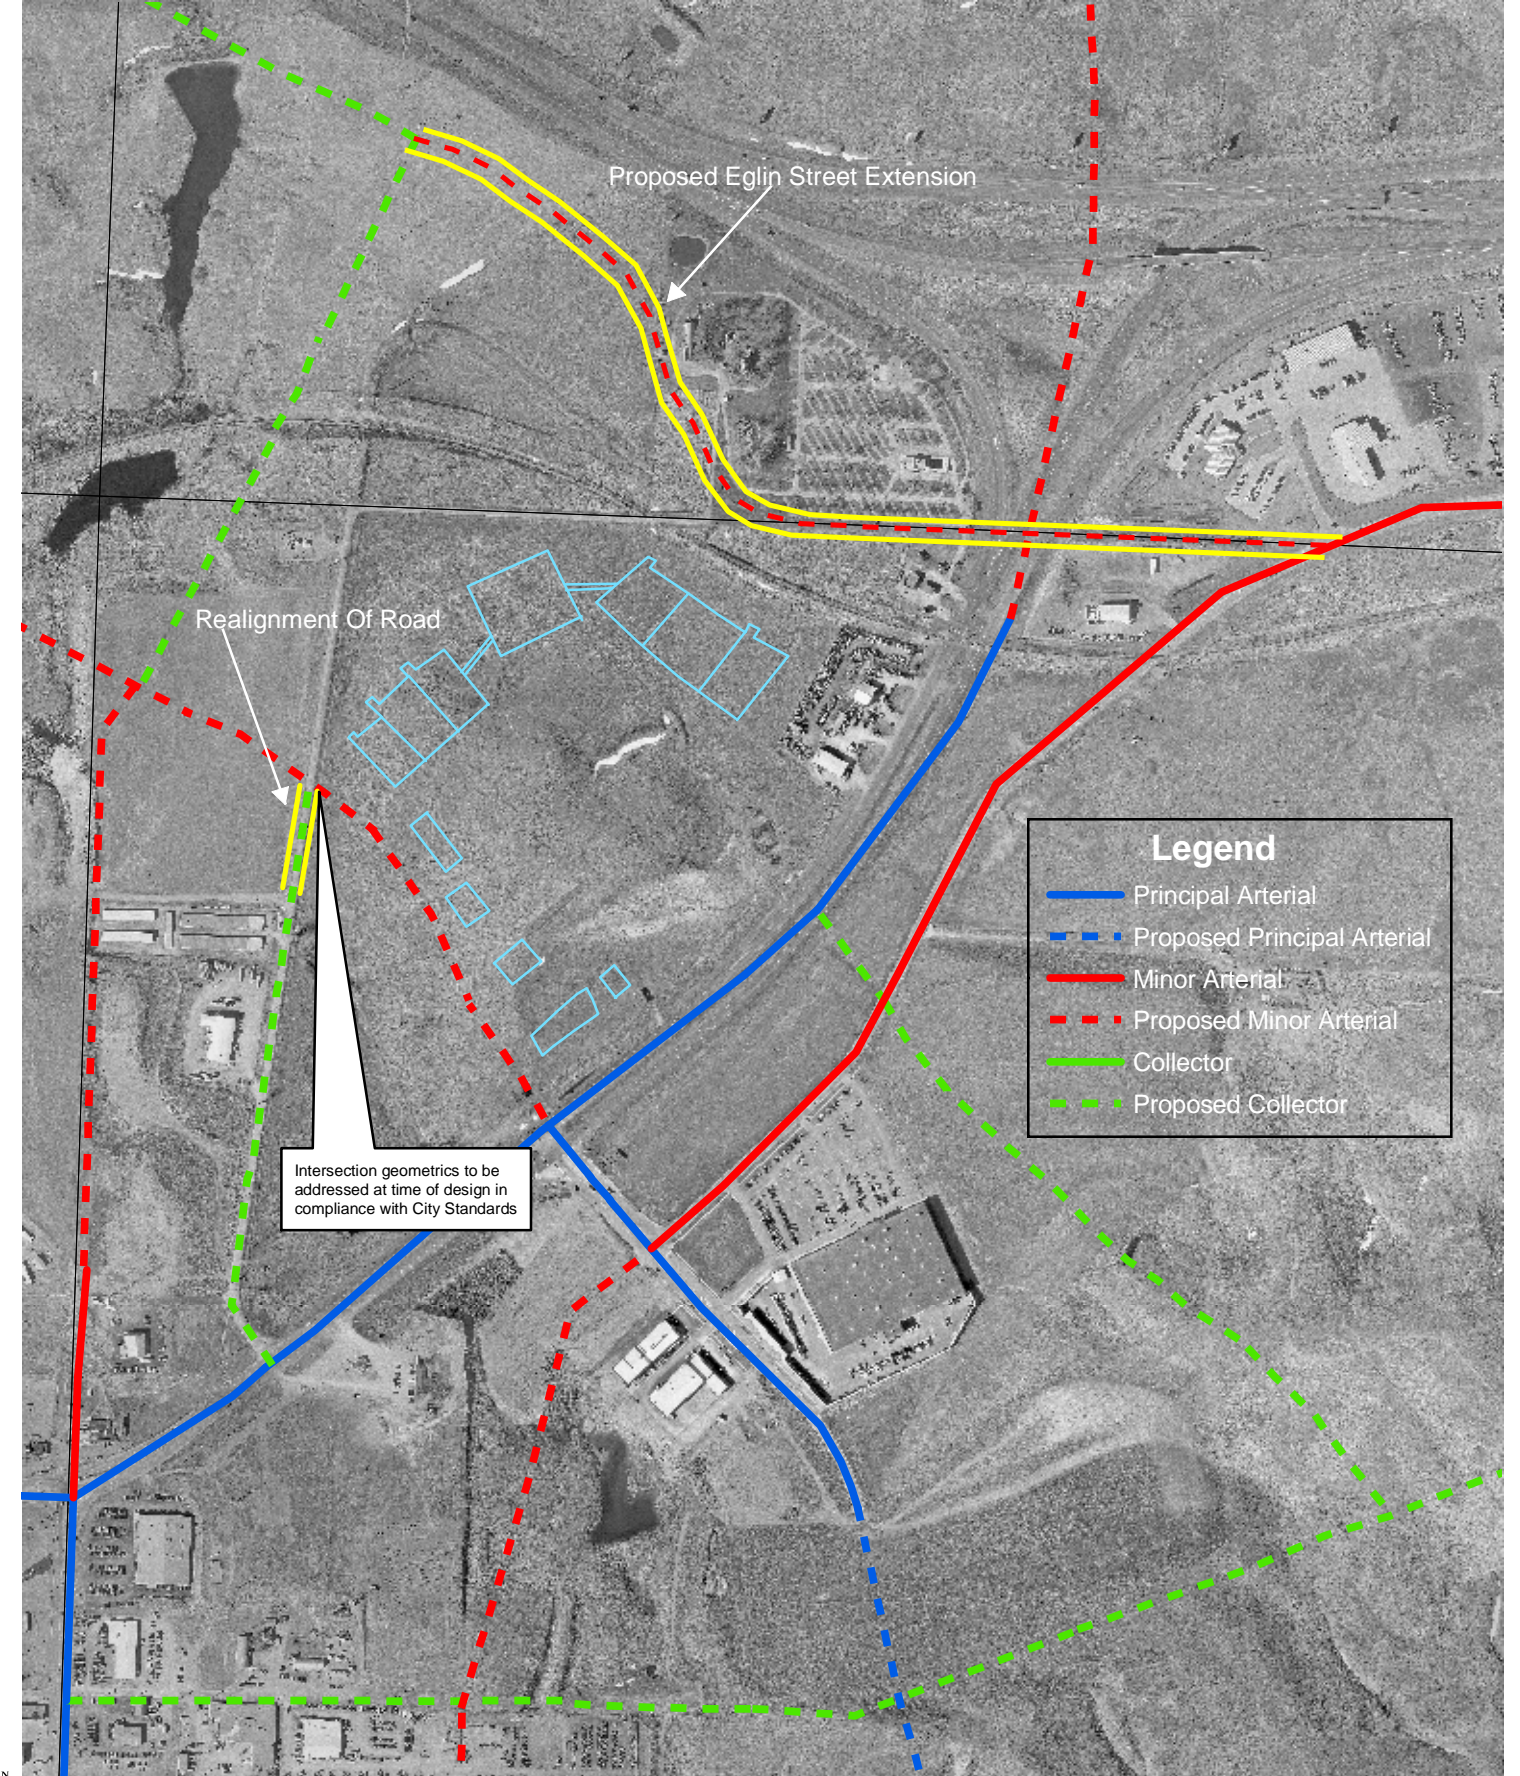 Proposed Eglin Street Extension
Realignment Of Road
Legend
Principal Arterial
Proposed Principal Arterial
Minor Arterial
Proposed Minor Arterial
Collector
Proposed Collector
Intersection geometrics to be
addressed at time of design in
compliance with City Standards